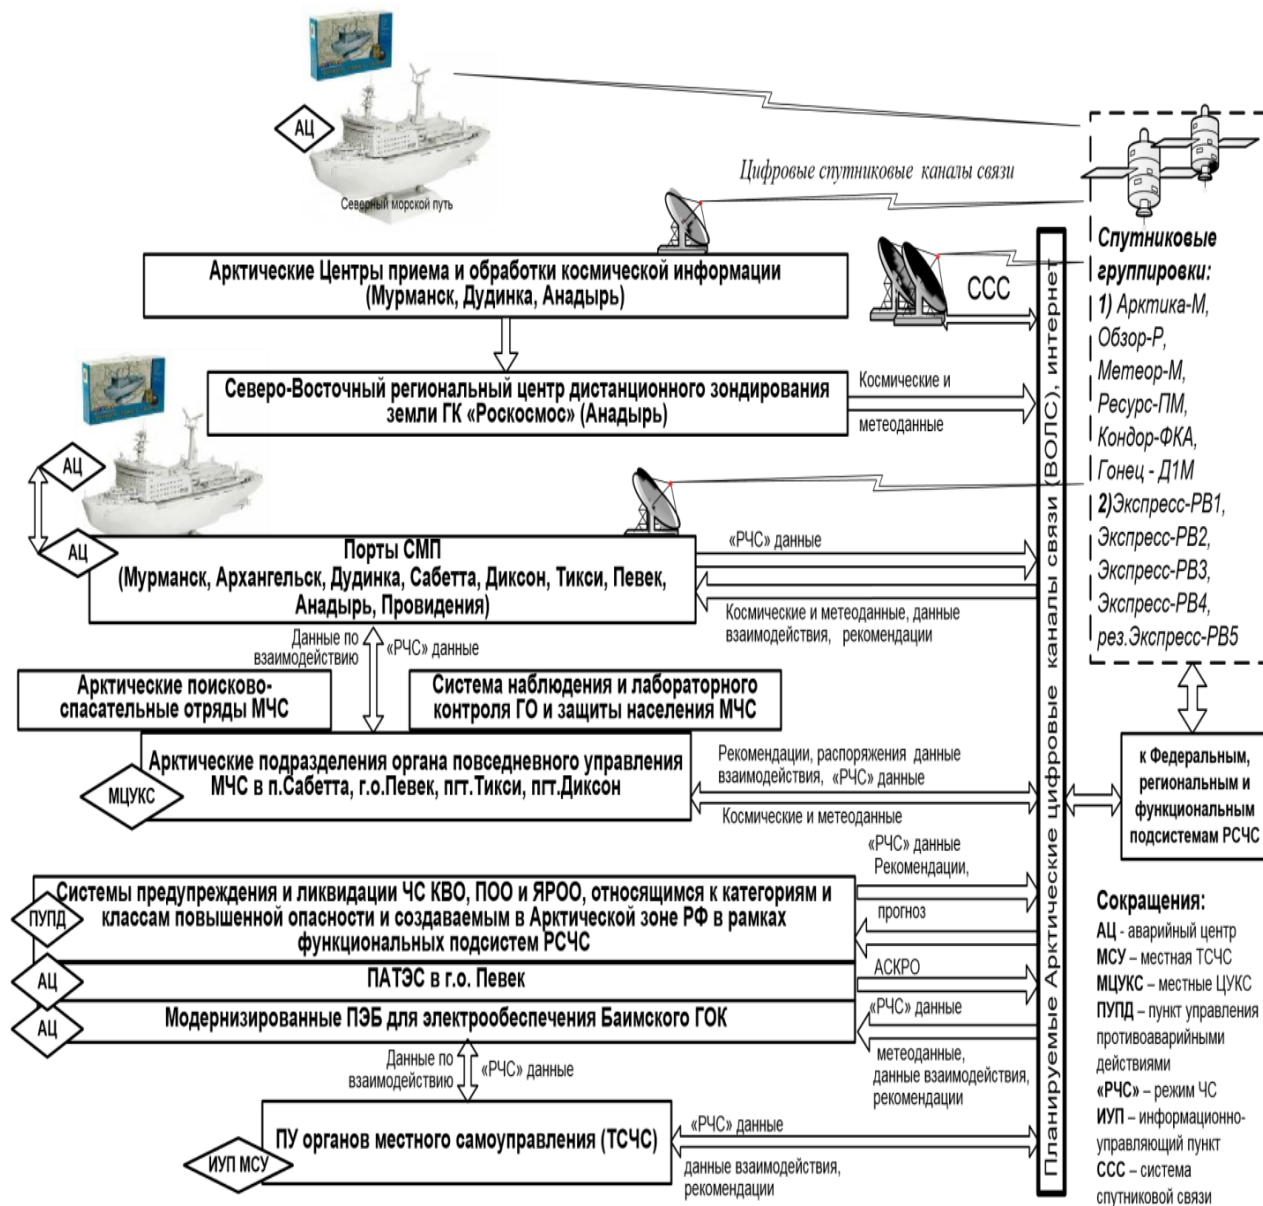 АЦ
Северный морской путь
Цифровые спутниковые каналы связи
Арктические Центры приема и обработки космической информации
(Мурманск, Дудинка, Анадырь)
ССС
Северо-Восточный региональный центр дистанционного зондирования
земли ГК «Роскосмос» (Анадырь)
Космические и
метеоданные
АЦ
АЦ
Порты СМП
(Мурманск, Архангельск, Дудинка, Сабетта, Диксон, Тикси, Певек,
Анадырь, Провидения)
«РЧС» данные
Космические и метеоданные, данные
взаимодействия, рекомендации
Данные по
взаимодействию
«РЧС» данные
Арктические поисково-
спасательные отряды МЧС
Система наблюдения и лабораторного
контроля ГО и защиты населения МЧС
Арктические подразделения органа повседневного управления
МЧС в п.Сабетта, г.о.Певек, пгт.Тикси, пгт.Диксон
МЦУКС
Рекомендации, распоряжения данные
взаимодействия, «РЧС» данные
Космические и метеоданные
«РЧС» данные
Рекомендации,
прогноз
Системы предупреждения и ликвидации ЧС КВО, ПОО и ЯРОО, относящимся к категориям и
классам повышенной опасности и создаваемым в Арктической зоне РФ в рамках
функциональных подсистем РСЧС
ПУПД
ПАТЭС в г.о. Певек
АЦ
АСКРО
Модернизированные ПЭБ для электрообеспечения Баимского ГОК
АЦ
«РЧС» данные
метеоданные,
данные взаимодействия,
рекомендации
Данные по
взаимодействию
«РЧС» данные
ПУ органов местного самоуправления (ТСЧС)
ИУП МСУ
«РЧС» данные
данные взаимодействия,
рекомендации
Планируемые Арктические цифровые каналы связи (ВОЛС), интернет
Спутниковые
группировки:
1) Арктика-М,
Обзор-Р,
Метеор-М,
Ресурс-ПМ,
Кондор-ФКА,
Гонец - Д1М
2)Экспресс-РВ1,
Экспресс-РВ2,
Экспресс-РВ3,
Экспресс-РВ4,
рез.Экспресс-РВ5
к Федеральным,
региональным и
функциональным
подсистемам РСЧС
Сокращения:
АЦ - аварийный центр
МСУ – местная ТСЧС
МЦУКС – местные ЦУКС
ПУПД – пункт управления
противоаварийными
действиями
«РЧС» – режим ЧС
ИУП – информационно-
управляющий пункт
ССС – система
спутниковой связи